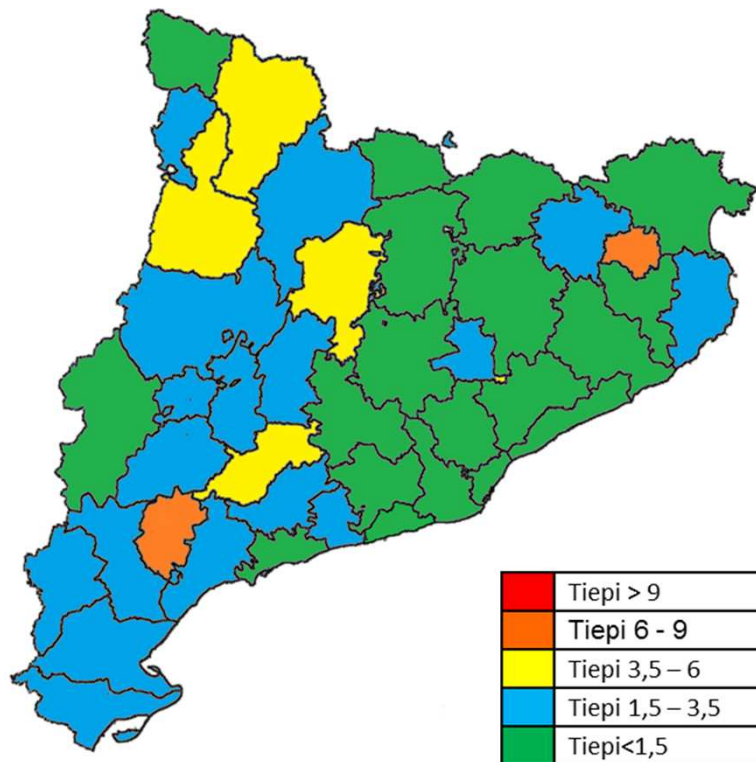 Tiepi > 9
Tiepi 6 - 9
Tiepi 3,5 – 6
Tiepi 1,5 – 3,5
Tiepi<1,5